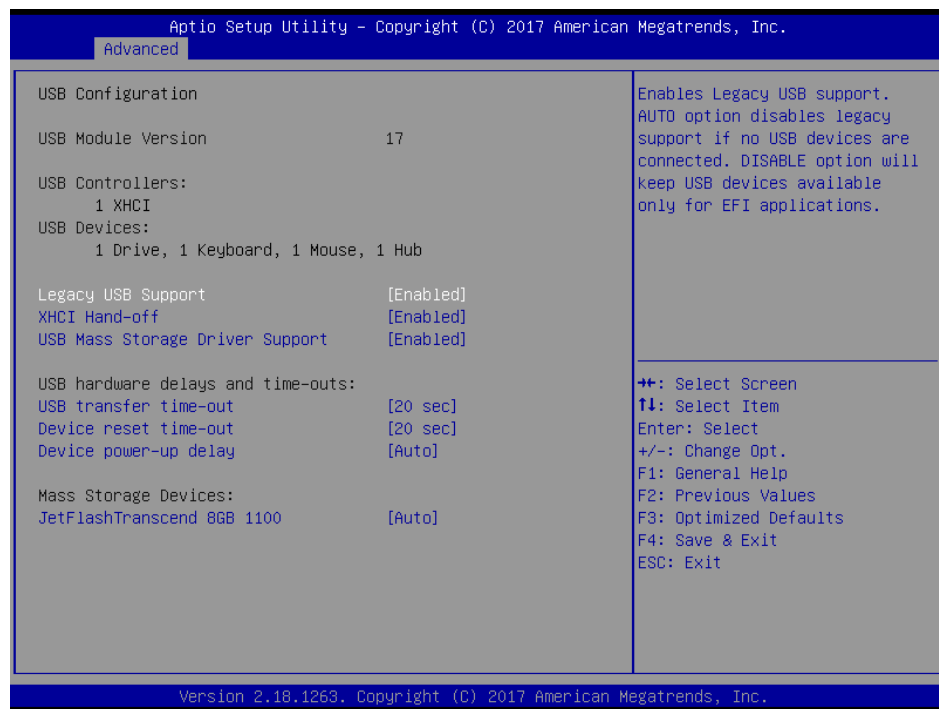 Aptio Setup Utility – Copyright (C) 2017 American Megatrends, Inc.
Advanced
USB Configuration
USB Module Version 17
USB Controllers:
1 XHCI
USB Devices:
1 Drive, 1 Keyboard, 1 Mouse, 1 Hub
Legacy USB Support [Enabled]
XHCI Hand-off [Enabled]
USB Mass Storage Driver Support [Enabled]
USB hardware delays and time-outs:
USB transfer time-out [20 sec]
Device reset time-out [20 sec]
Device power-up delay [Auto]
Mass Storage Devices:
JetFlashTranscend 8GB 1100 [Auto]
Enables Legacy USB support.
AUTO option disables legacy
support if no USB devices are
connected. DISABLE option will
keep USB devices available
only for EFI applications.
→←: Select Screen
↑↓: Select Item
Enter: Select
+/-: Change Opt.
F1: General Help
F2: Previous Values
F3: Optimized Defaults
F4: Save & Exit
ESC: Exit
Version 2.18.1263. Copyright (C) 2017 American Megatrends, Inc.